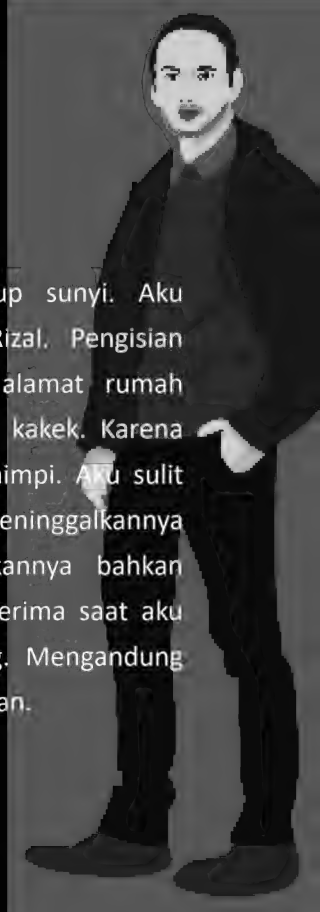 up sunyi. Aku
Rizal. Pengisian
alamat rumah
kakek. Karena
impi. Aku sulit
eninggalkannya
kannya bahkan
erima saat aku
. Mengandung
an.